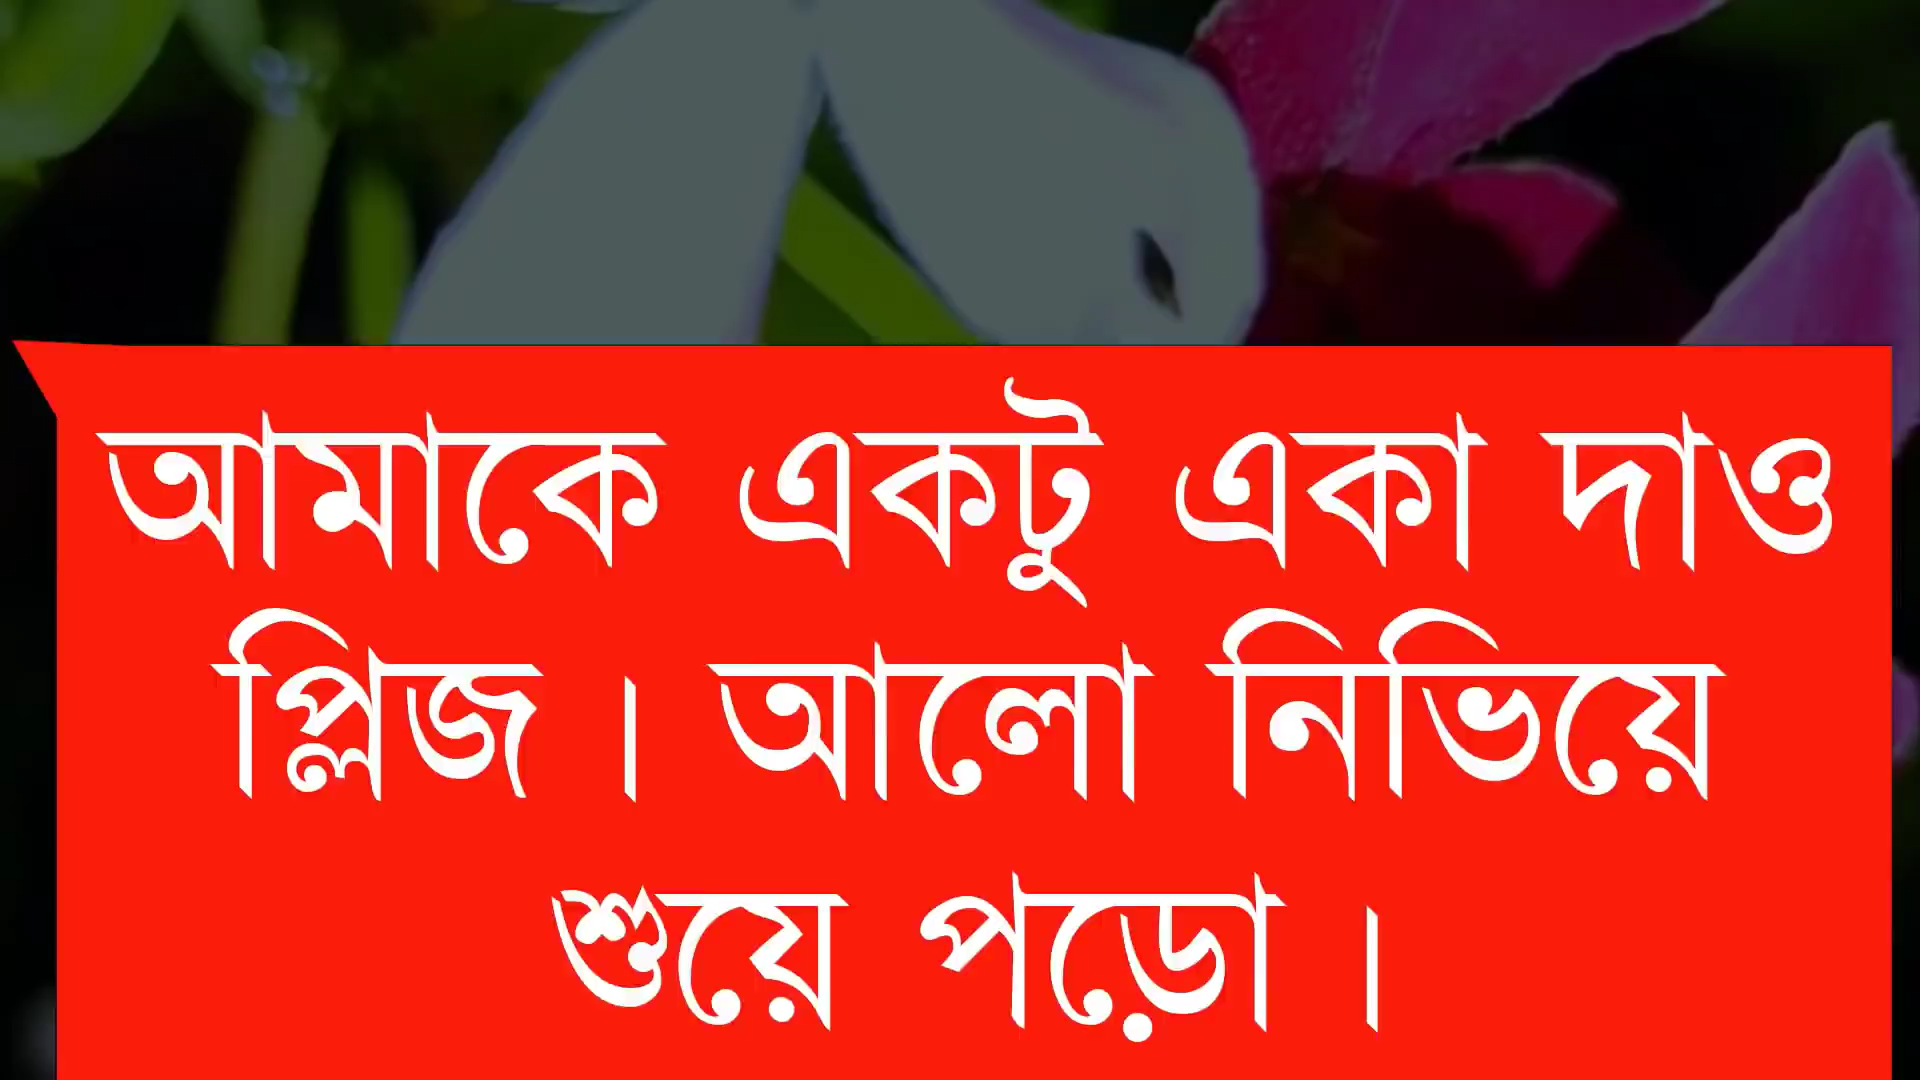 আমাকে একটু একা দাও
প্লিজ । আলো নিভিয়ে
শুয়ে পড়ো ।